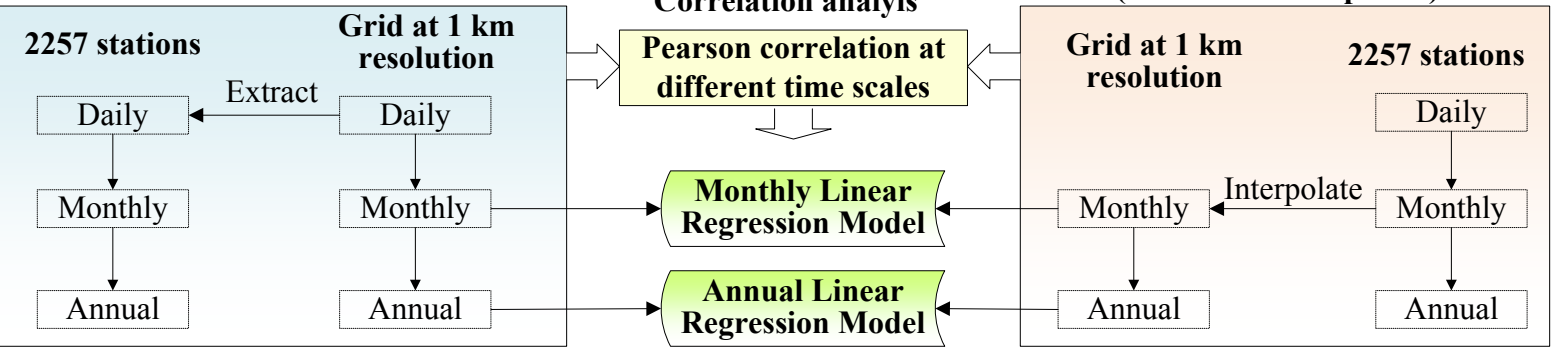 Correlation analyis
2257 stations
Grid at 1 km
resolution
Extract
Daily
Daily
Monthly
Monthly
Annual
Annual
Pearson correlation at
different time scales
Monthly Linear
Regression Model
Annual Linear
Regression Model
Grid at 1 km
resolution
2257 stations
Daily
Interpolate
Monthly
Monthly
Annual
Annual